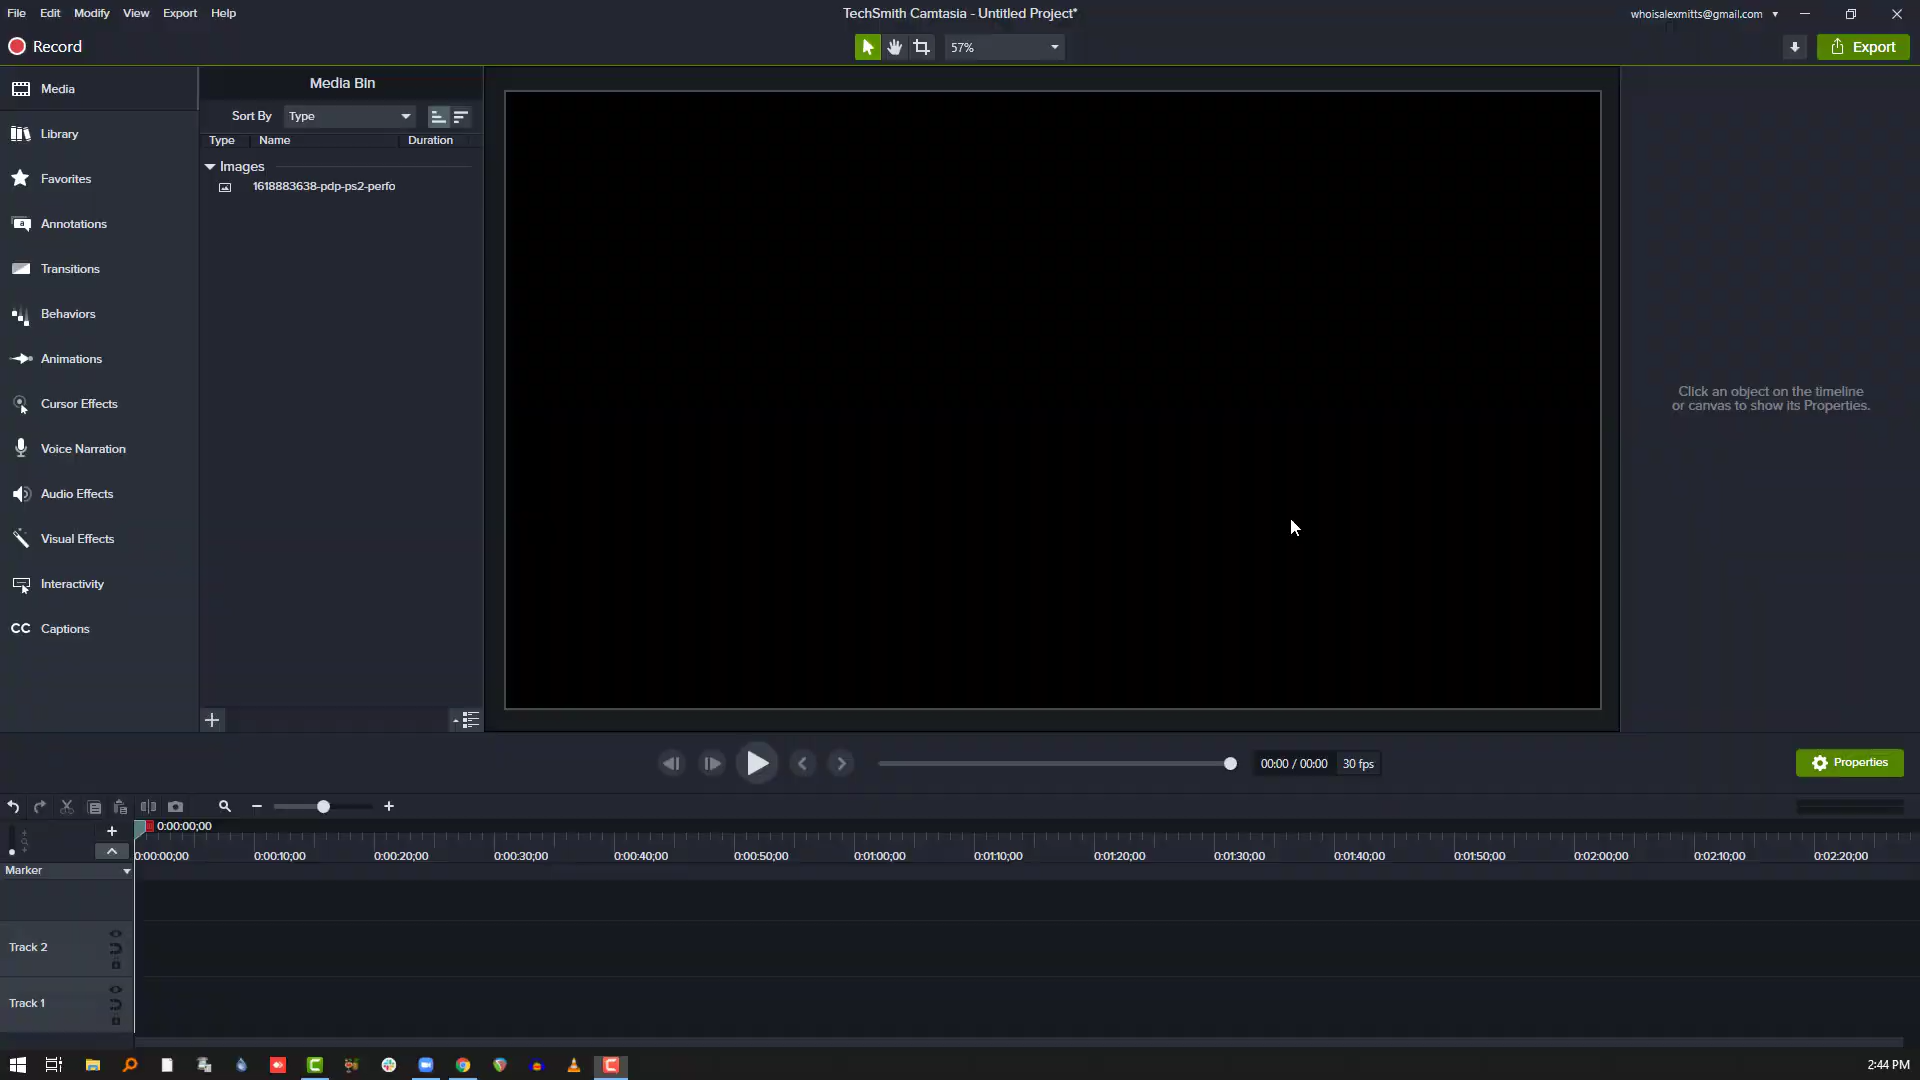 File Edit Modify View Export Help
TechSmith Camtasia - Untitled Project*
whoisalexmitts@gmail.com
Record
57%
Export
Media
Library
Favorites
Annotations
Transitions
Behaviors
Animations
Cursor Effects
Voice Narration
Audio Effects
Visual Effects
Interactivity
CC Captions
Media Bin
Sort By Type
Type Name Duration
Images
1618883638-pdp-ps2-perfo
Click an object on the timeline
or canvas to show its Properties.
00:00 / 00:00 30 fps
Properties
0:00:00;00
0:00:00;00 0:00:10;00 0:00:20;00 0:00:30;00 0:00:40;00 0:00:50;00 0:01:00;00 0:01:10;00 0:01:20;00 0:01:30;00 0:01:40;00 0:01:50;00 0:02:00;00 0:02:10;00 0:02:20;00
Marker
Track 2
Track 1
2:44 PM